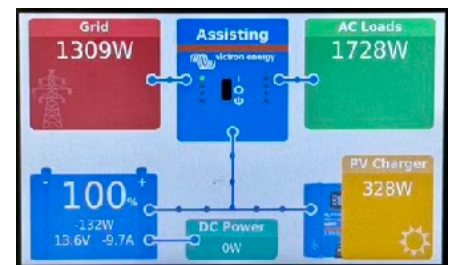 Grid
1309W
Assisting
victron energy
AC Loads
1728W
- +
100%
-132W
13.6V -9.7A
DC Power
0W
PV Charger
328W